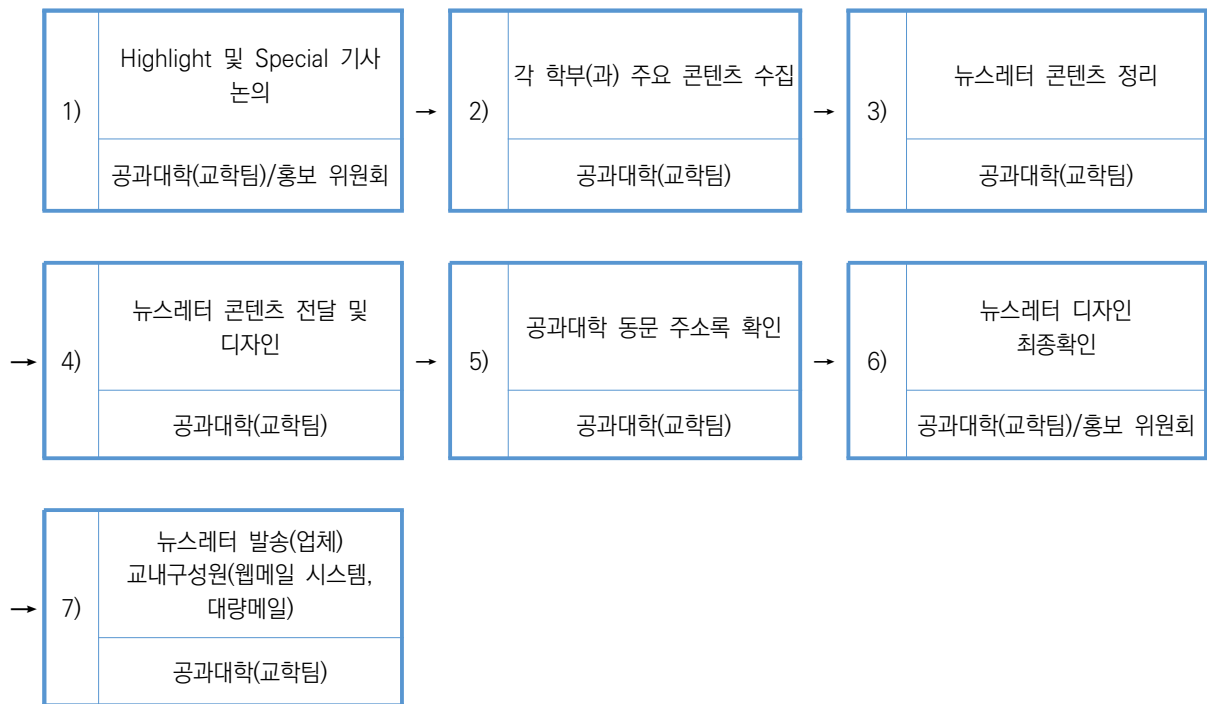 1)
Highlight 및 Special 기사
논의
공과대학(교학팀)/홍보 위원회
→
2)
각 학부(과) 주요 콘텐츠 수집
공과대학(교학팀)
→
3)
뉴스레터 콘텐츠 정리
공과대학(교학팀)
→
4)
뉴스레터 콘텐츠 전달 및
디자인
공과대학(교학팀)
→
5)
공과대학 동문 주소록 확인
공과대학(교학팀)
→
6)
뉴스레터 디자인
최종확인
공과대학(교학팀)/홍보 위원회
→
7)
뉴스레터 발송(업체)
교내구성원(웹메일 시스템,
대량메일)
공과대학(교학팀)